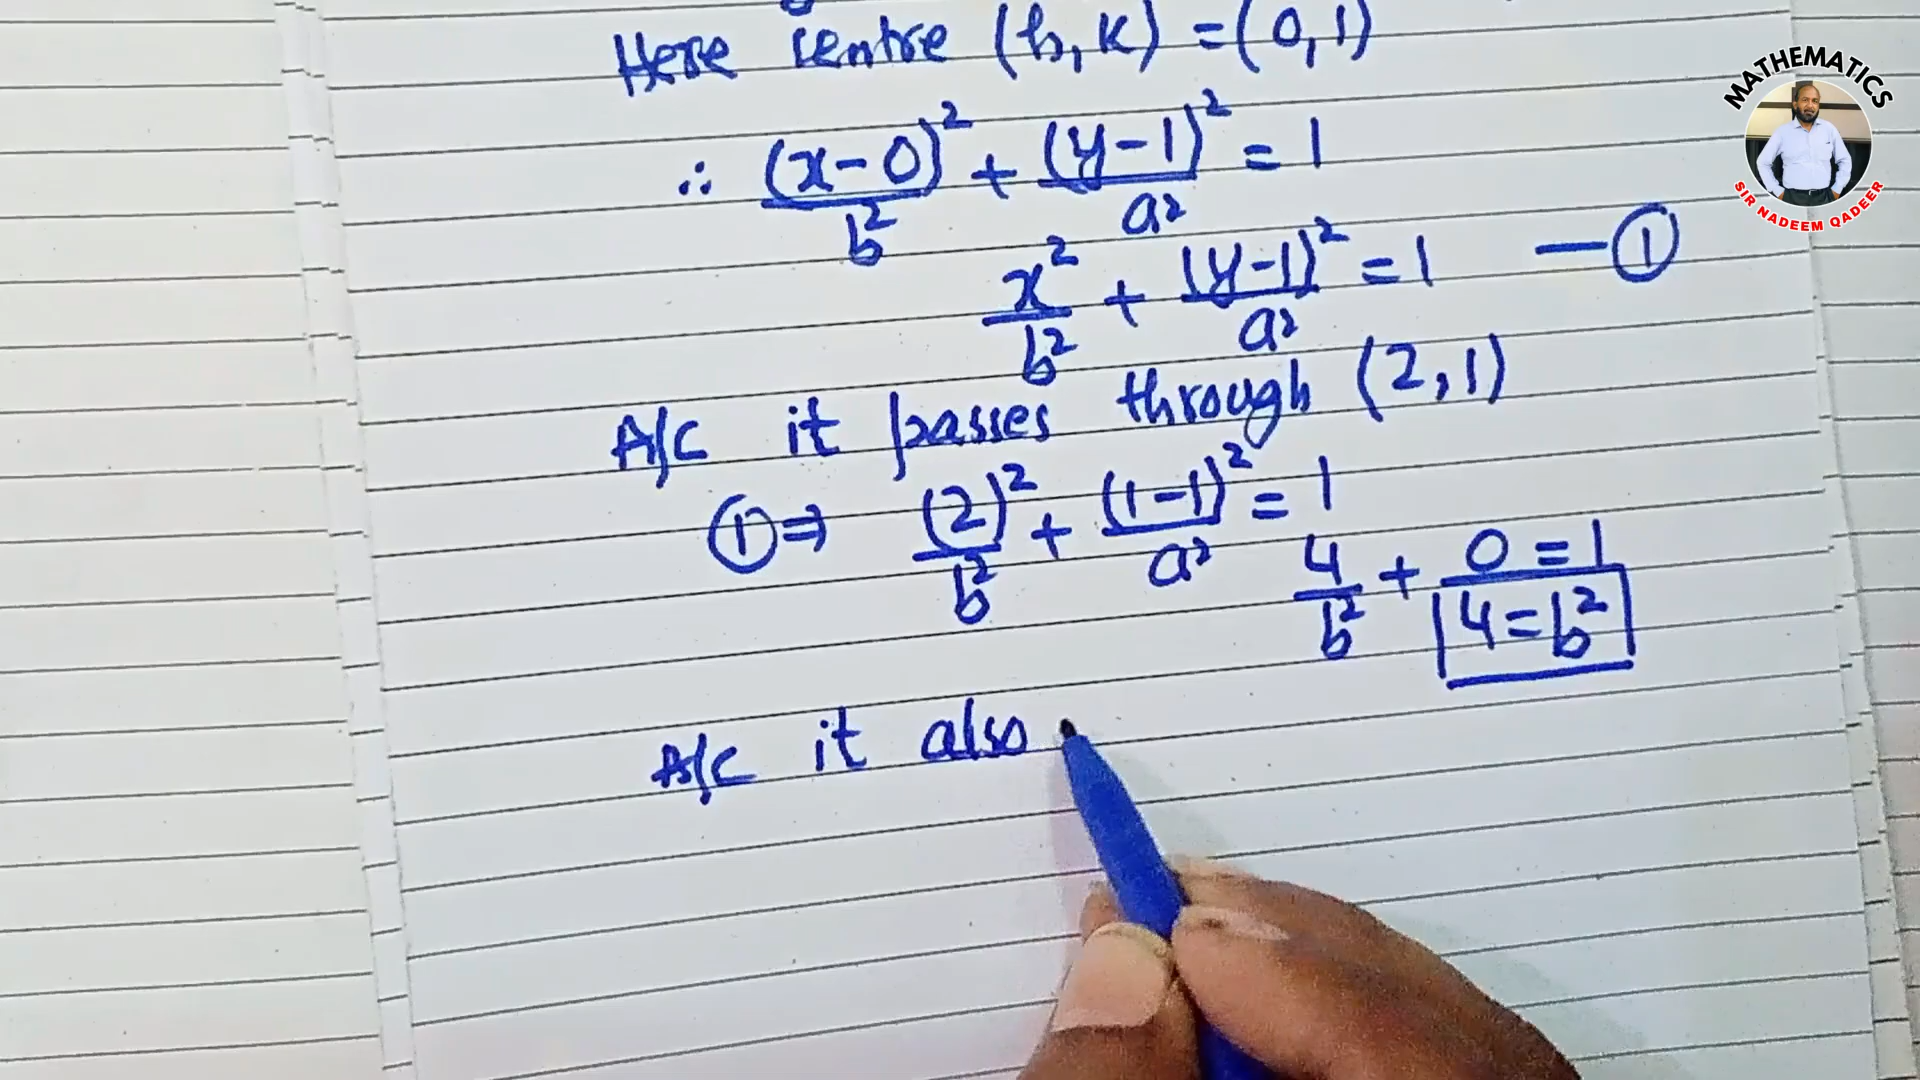 Here centre (h,k) = (0,1)
∴ (x-0)²/b² + (y-1)²/a² = 1
x²/b² + (y-1)²/a² = 1 — ①
A/C it passes through (2,1)
① ⇒ (2)²/b² + (1-1)²/a² = 1
4/b² + 0 = 1
4 = b²
A/C it also
MATHEMATICS
SIR NADEEM QADEER